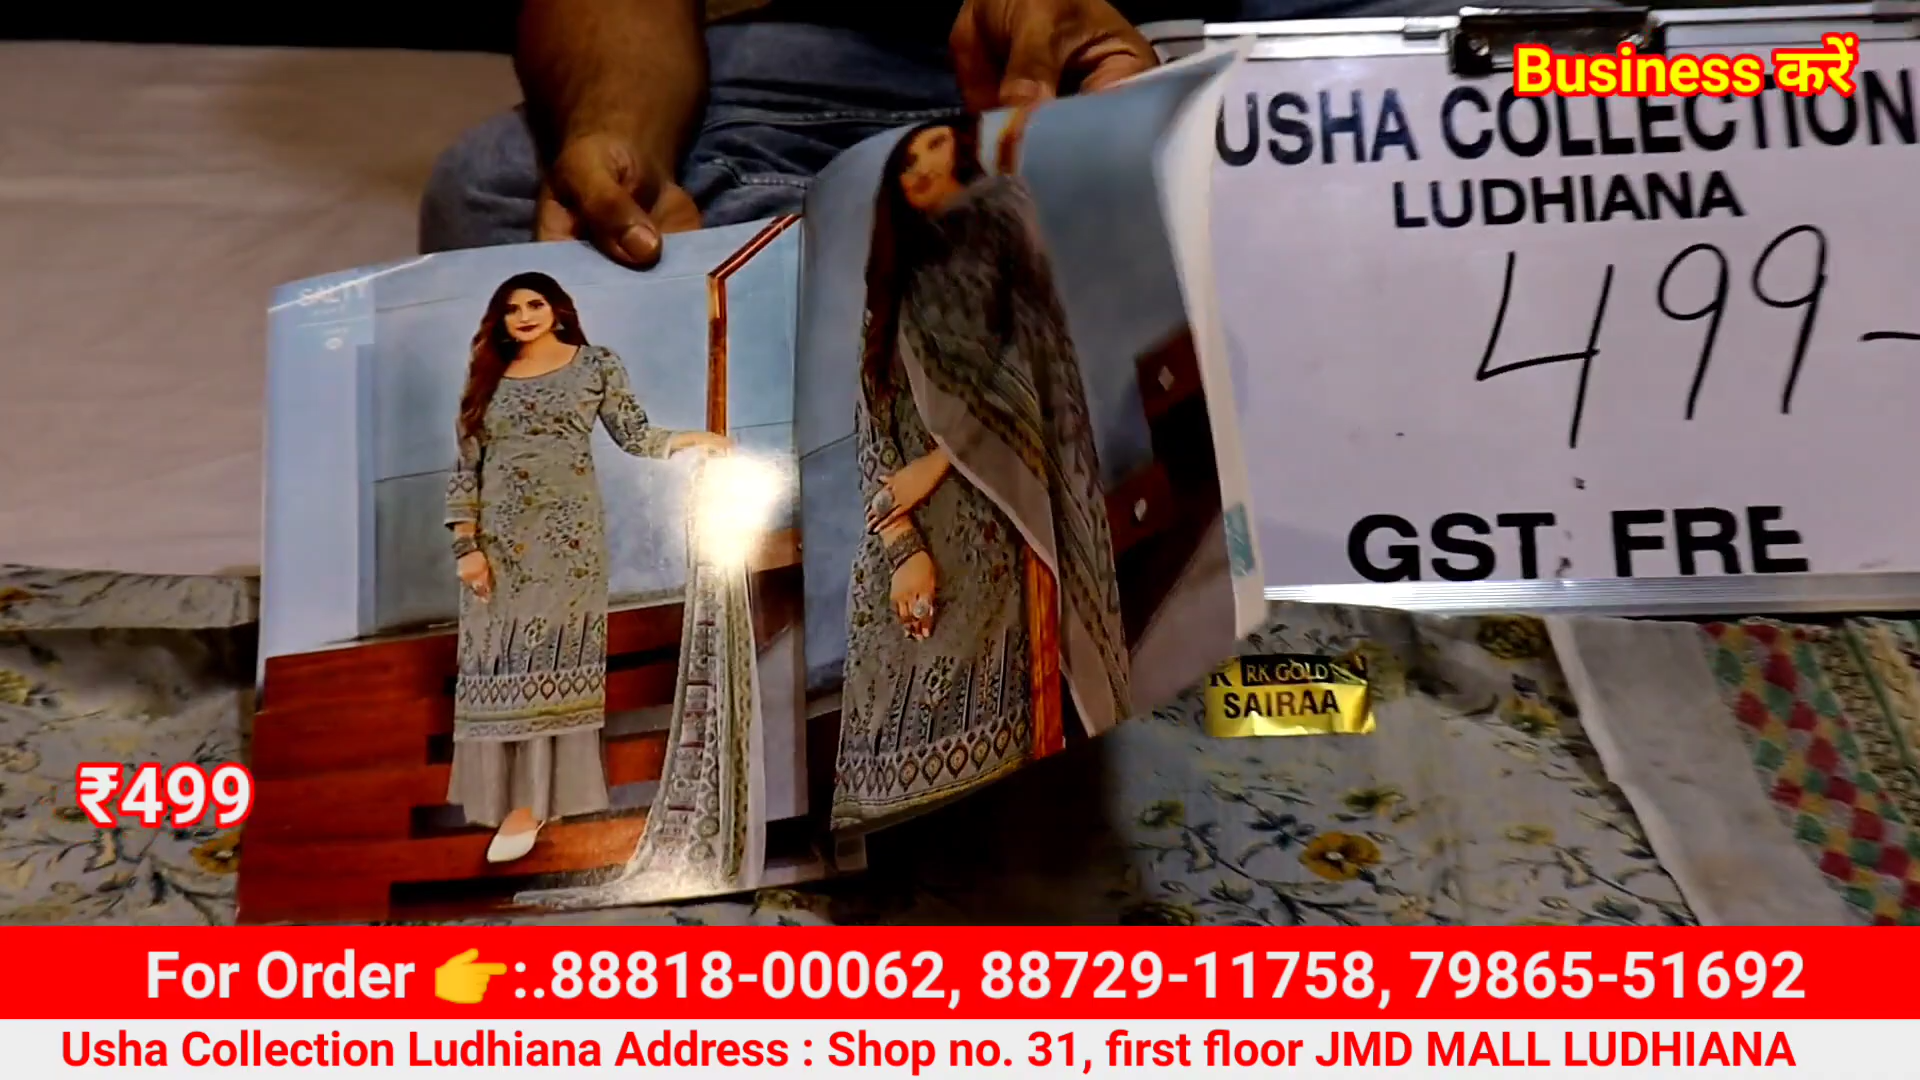 Business करें
USHA COLLECTION
LUDHIANA
499-
GST FRE
SALTY
RK GOLD
SAIRAA
₹499
For Order 👉:.88818-00062, 88729-11758, 79865-51692
Usha Collection Ludhiana Address : Shop no. 31, first floor JMD MALL LUDHIANA